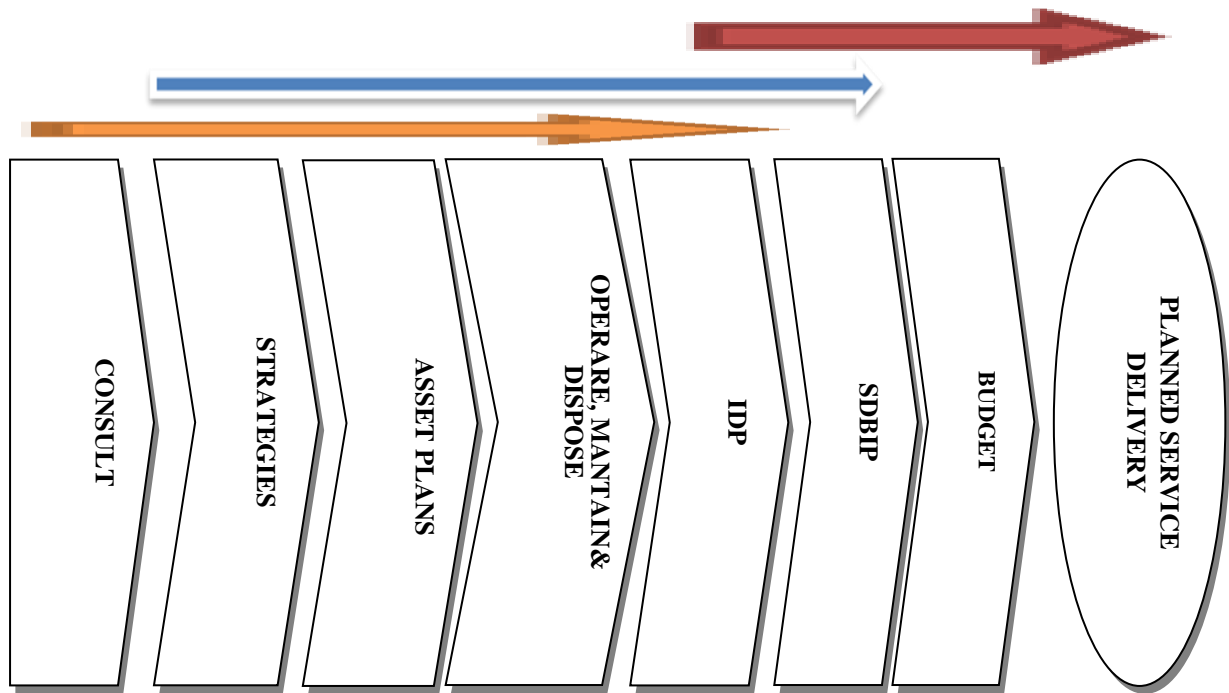 CONSULT
STRATEGIES
ASSET PLANS
OPERARE, MANTAIN&
DISPOSE
IDP
SDBIP
BUDGET
PLANNED SERVICE
DELIVERY